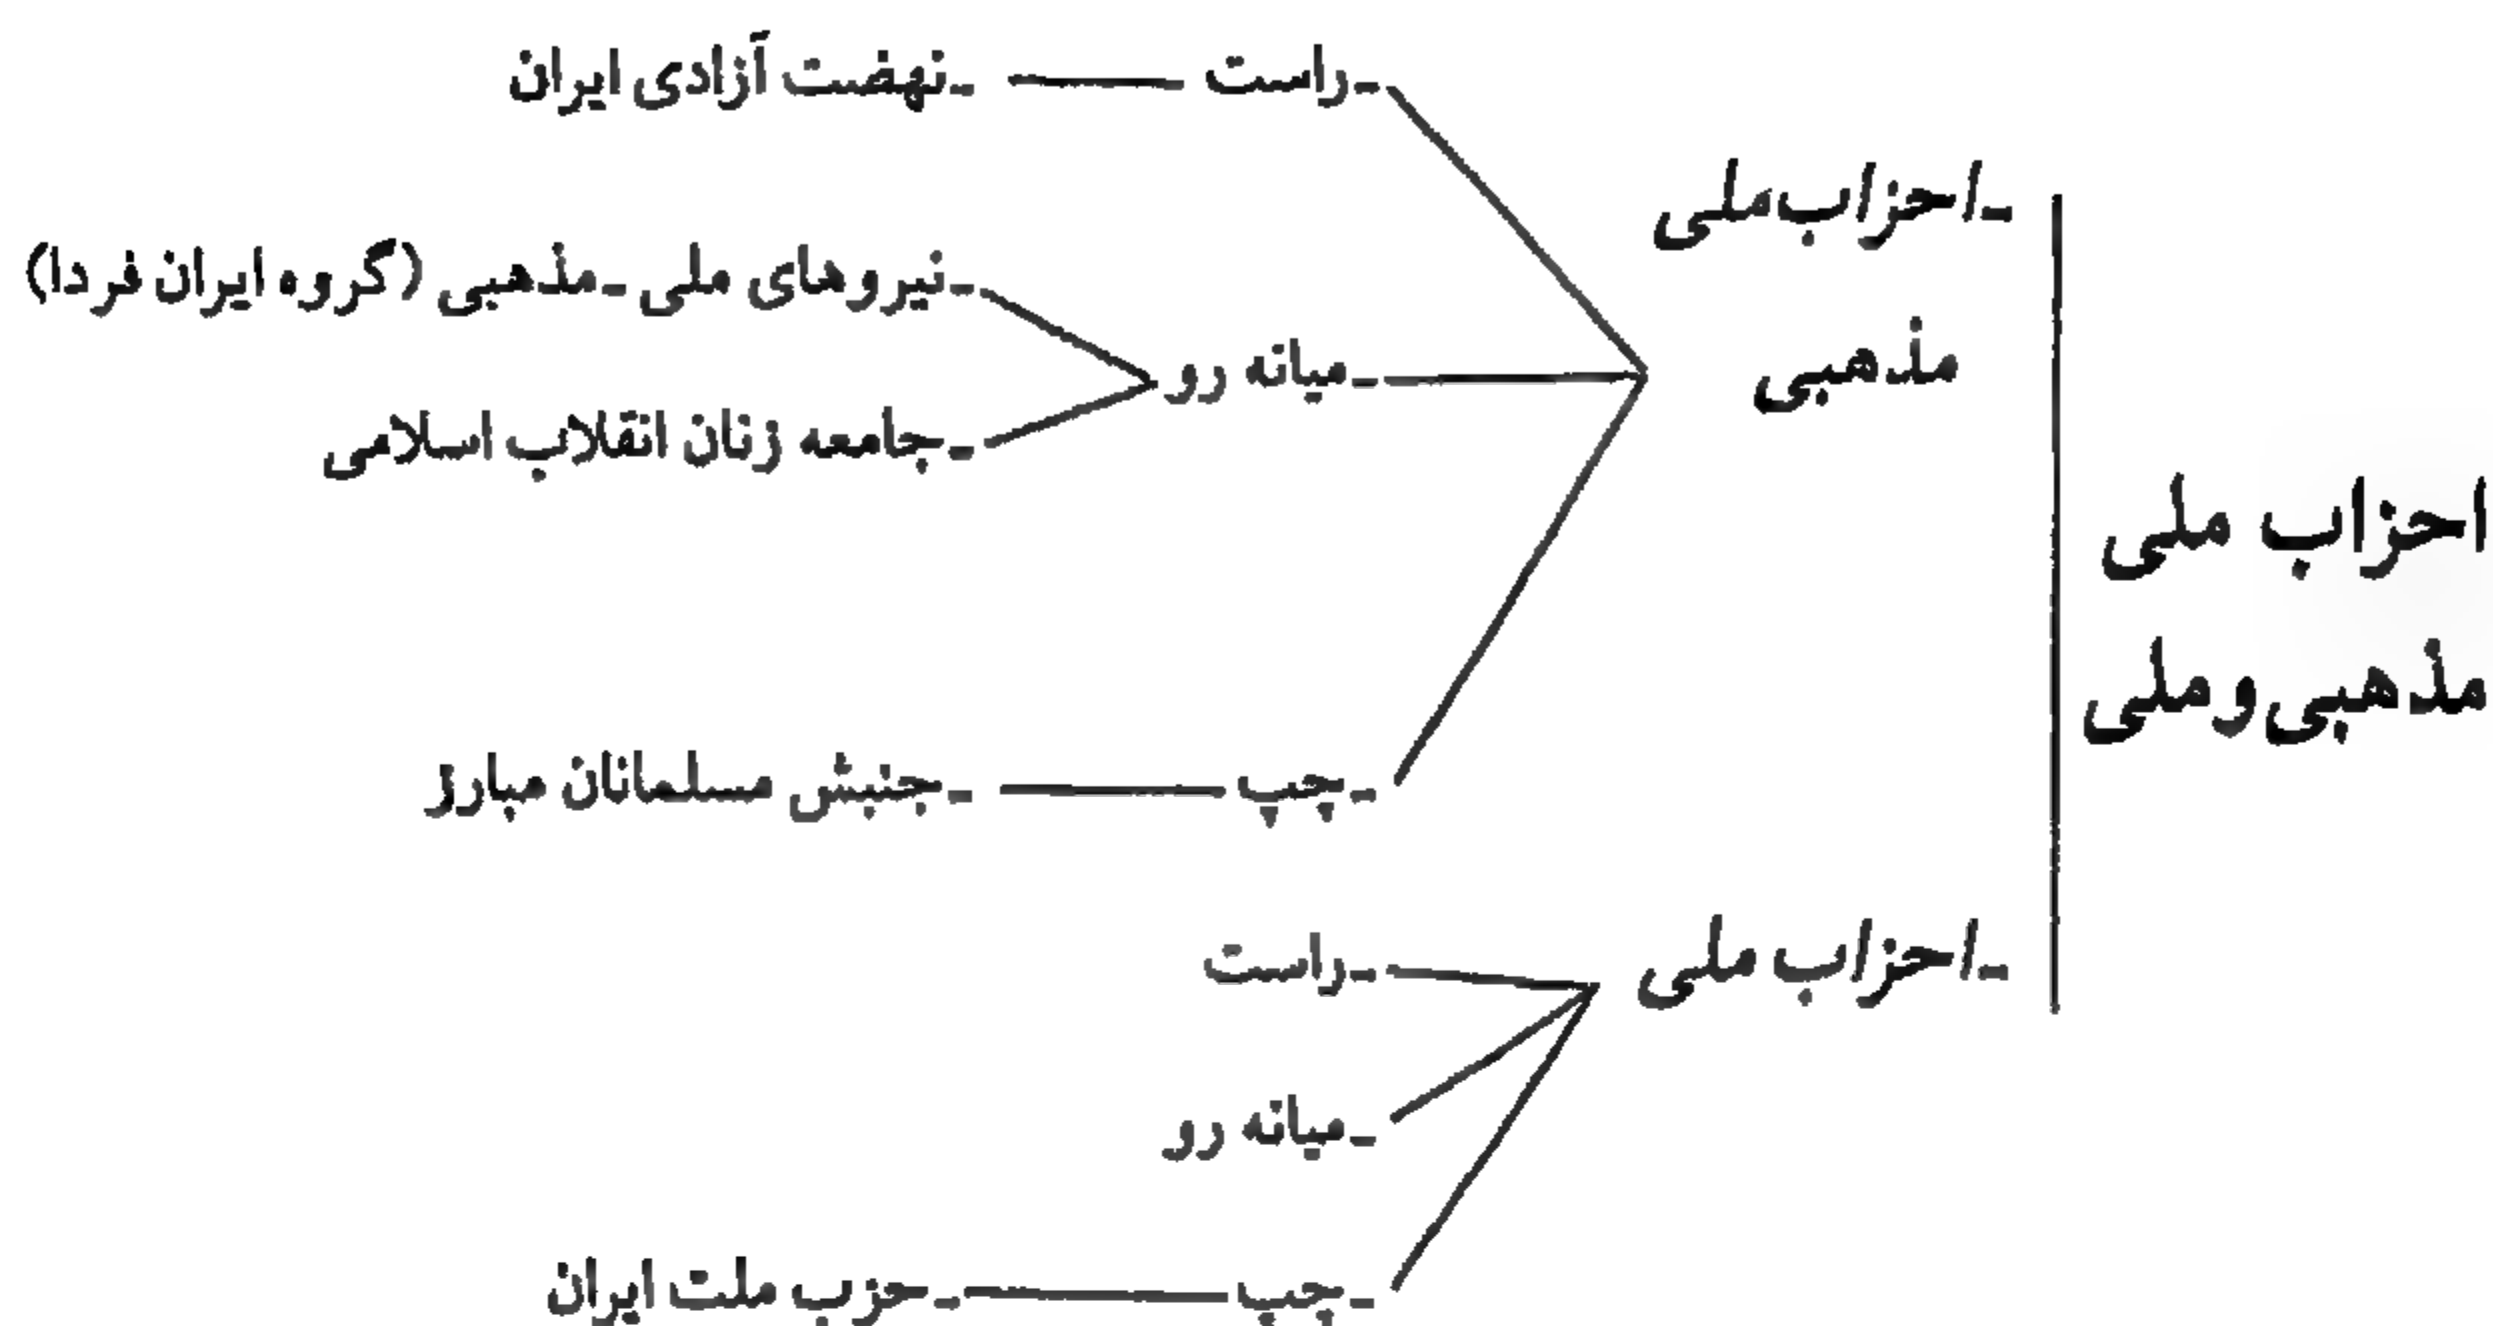 احزاب ملی
مذهبی و ملی
ـ احزاب ملی
مذهبی
ـ راست
ـ نهضت آزادی ایران
ـ میانه رو
ـ نیروهای ملی ـ مذهبی (گروه ایران فردا)
ـ جامعه زنان انقلاب اسلامی
ـ چپ
ـ جنبش مسلمانان مبارز
ـ احزاب ملی
ـ راست
ـ میانه رو
ـ چپ
ـ حزب ملت ایران